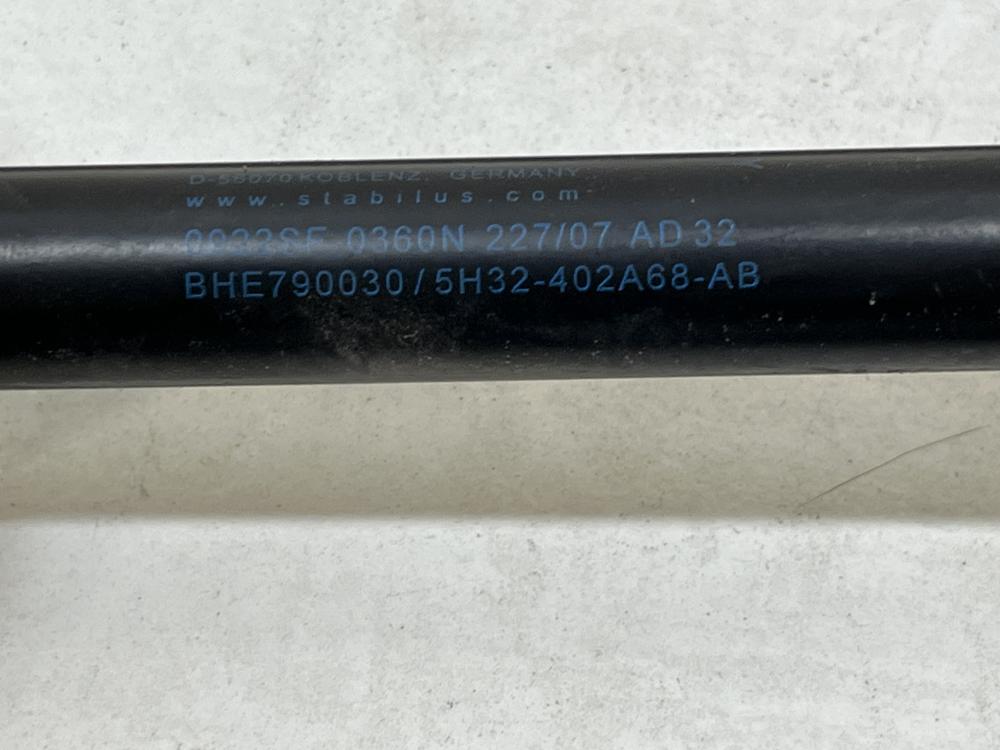 D-56070 KOBLENZ, GERMANY
www.stabilus.com
0932SF 0360N 227/07 AD 32
BHE790030/5H32-402A68-AB